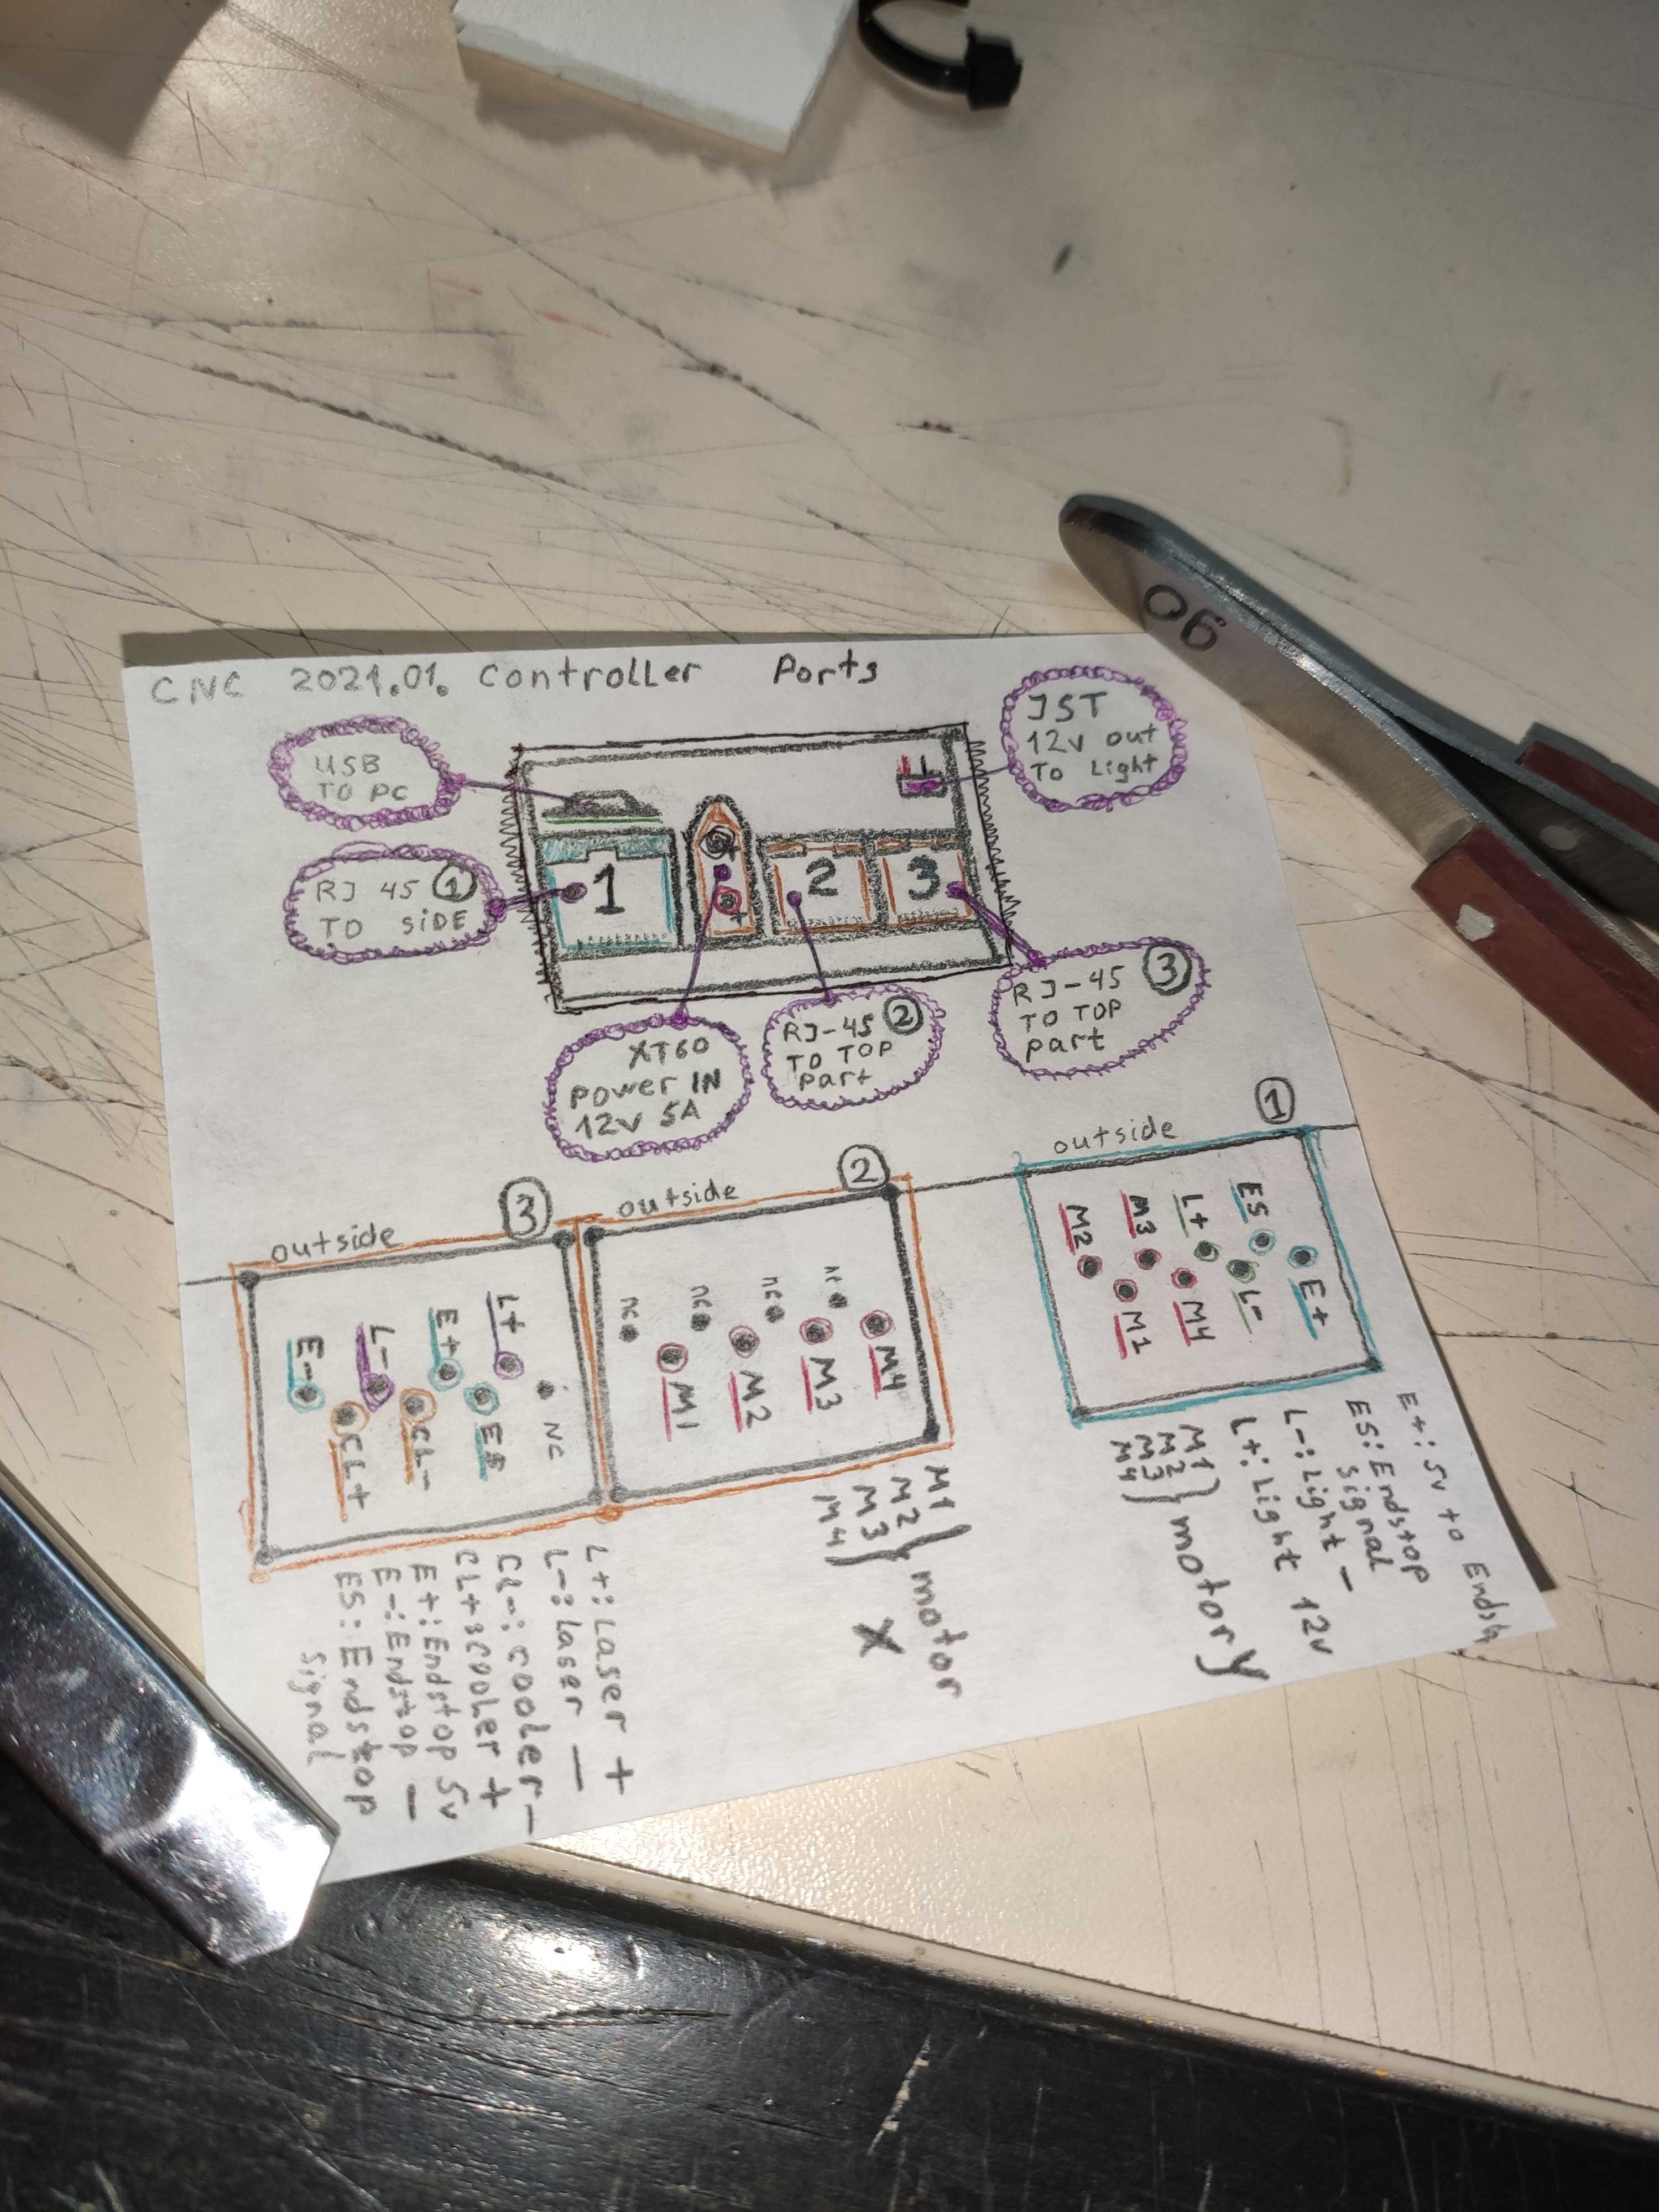 06
CNC 2021.01. Controller Ports
USB
TO PC
JST
12v out
To Light
RJ 45 1
TO SiDE
1
2
3
+
XT60
Power IN
12v 5A
RJ-45 2
TO TOP
Part
RJ-45 3
TO TOP
Part
3
outside
E-
L-
E+
L+
CL+
CL-
ES
NC
L+: Laser +
L-: Laser -
CL-: cooler -
CL+: cooler +
E+: Endstop 5v
E-: Endstop -
ES: Endstop
Signal
2
outside
nc
nc
nc
nc
M1
M2
M3
M4
M1
M2
M3
M4
motor
X
1
outside
M2
M3
L+
ES
M1
M4
L-
E+
E+: 5v to
ES: Endstop
Signal
L-: Light -
L+: Light 12v
M1
M2
M3
M4
motor y